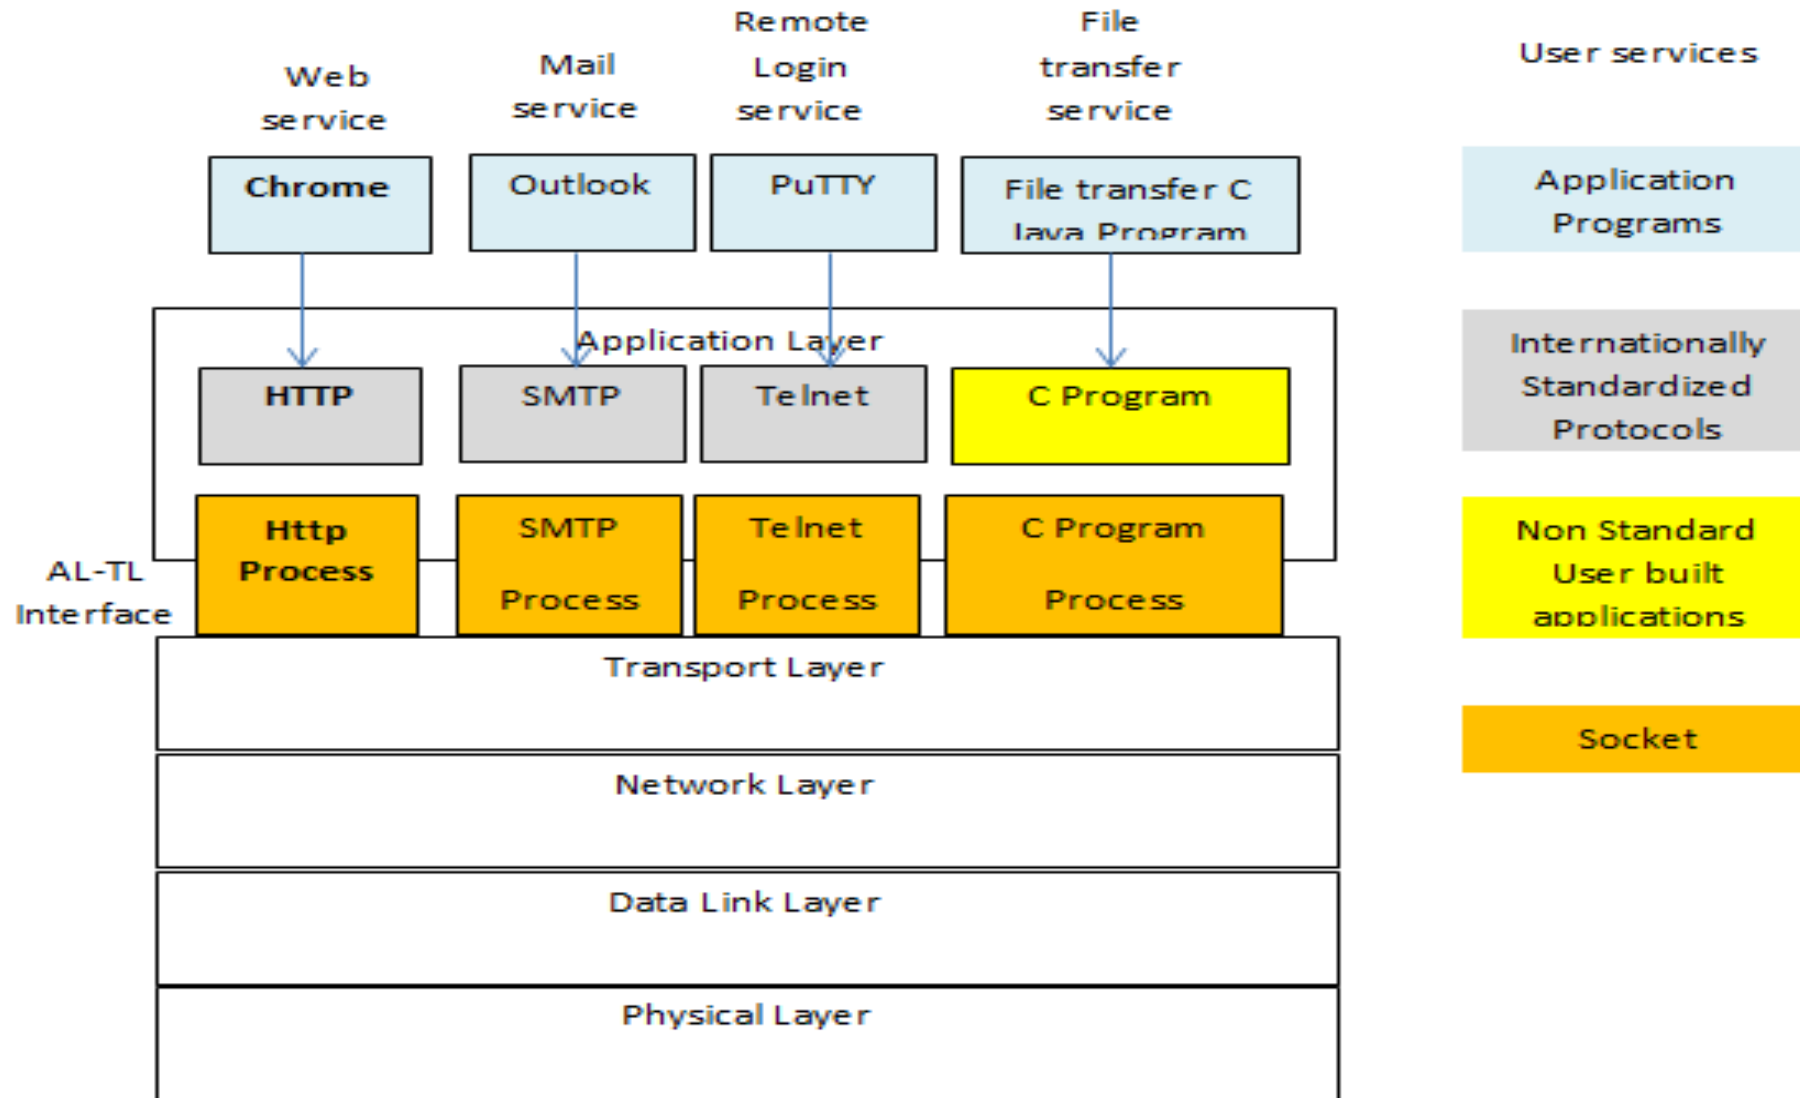 Web
service
Mail
service
Remote
Login
service
File
transfer
service
User services
Chrome
Outlook
PuTTY
File transfer C
Java Program
Application
Programs
Application Layer
HTTP
SMTP
Telnet
C Program
Internationally
Standardized
Protocols
AL-TL
Interface
Http
Process
SMTP
Process
Telnet
Process
C Program
Process
Non Standard
User built
applications
Transport Layer
Socket
Network Layer
Data Link Layer
Physical Layer